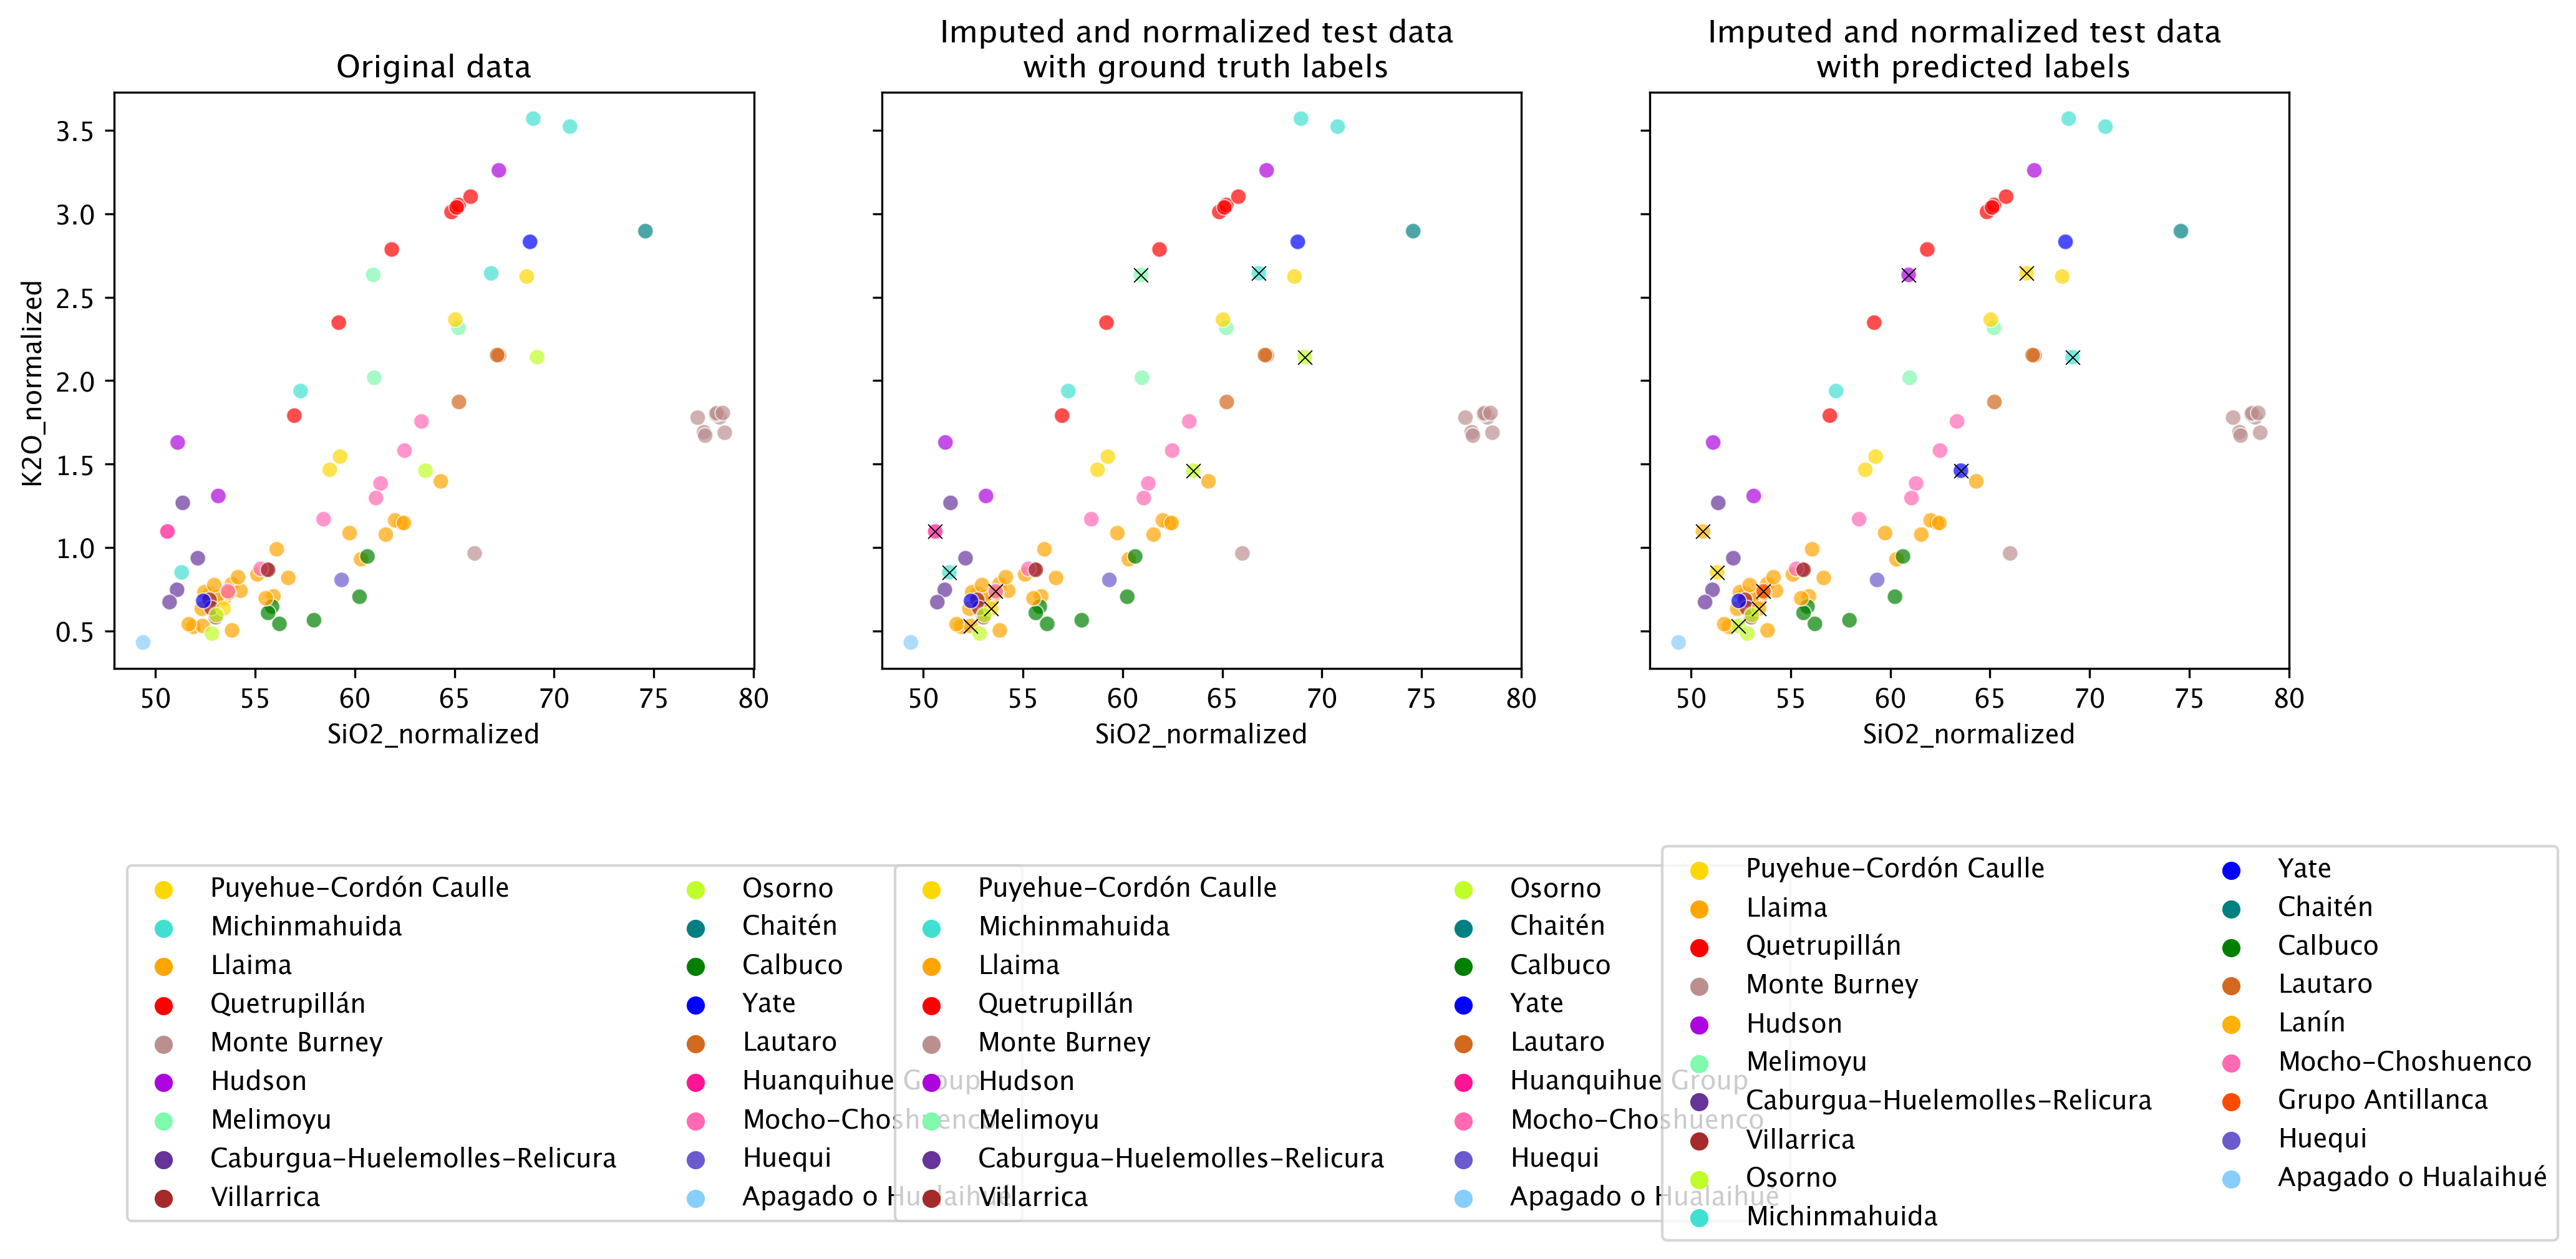 Original data
Imputed and normalized test data
with ground truth labels
Imputed and normalized test data
with predicted labels
K2O_normalized
3.5
3.0
2.5
2.0
1.5
1.0
0.5
50 55 60 65 70 75 80
SiO2_normalized
50 55 60 65 70 75 80
SiO2_normalized
50 55 60 65 70 75 80
SiO2_normalized
Puyehue-Cordón Caulle
Michinmahuida
Llaima
Quetrupillán
Monte Burney
Hudson
Melimoyu
Caburgua-Huelemolles-Relicura
Villarrica
Osorno
Chaitén
Calbuco
Yate
Lautaro
Huanquihue Group
Mocho-Choshuenco
Huequi
Apagado o Hualaihue
Puyehue-Cordón Caulle
Michinmahuida
Llaima
Quetrupillán
Monte Burney
Hudson
Melimoyu
Caburgua-Huelemolles-Relicura
Villarrica
Osorno
Chaitén
Calbuco
Yate
Lautaro
Huanquihue Group
Mocho-Choshuenco
Huequi
Apagado o Hualaihue
Puyehue-Cordón Caulle
Llaima
Quetrupillán
Monte Burney
Hudson
Melimoyu
Caburgua-Huelemolles-Relicura
Villarrica
Osorno
Michinmahuida
Yate
Chaitén
Calbuco
Lautaro
Lanín
Mocho-Choshuenco
Grupo Antillanca
Huequi
Apagado o Hualaihué